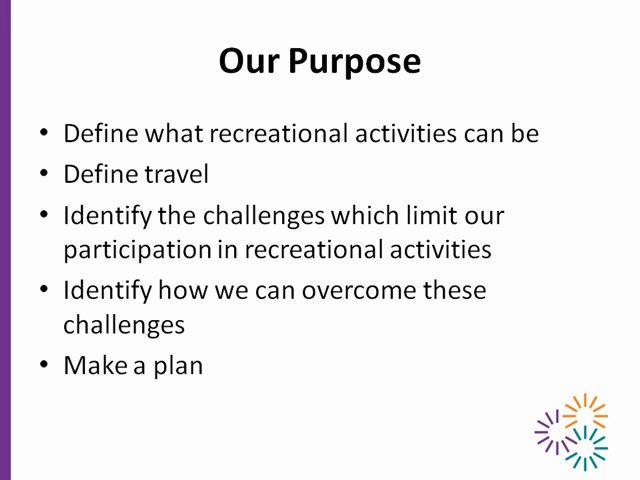 Our Purpose
• Define what recreational activities can be
• Define travel
• Identify the challenges which limit our
participation in recreational activities
• Identify how we can overcome these
challenges
• Make a plan